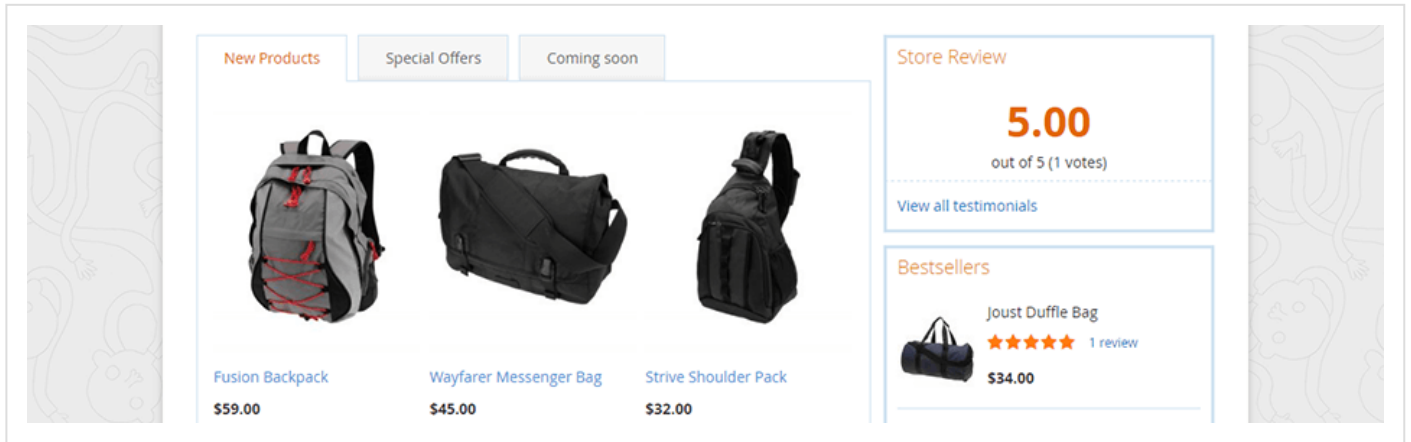 New Products
Special Offers
Coming soon
Fusion Backpack
$59.00
Wayfarer Messenger Bag
$45.00
Strive Shoulder Pack
$32.00
Store Review
5.00
out of 5 (1 votes)
View all testimonials
Bestsellers
Joust Duffle Bag
1 review
$34.00